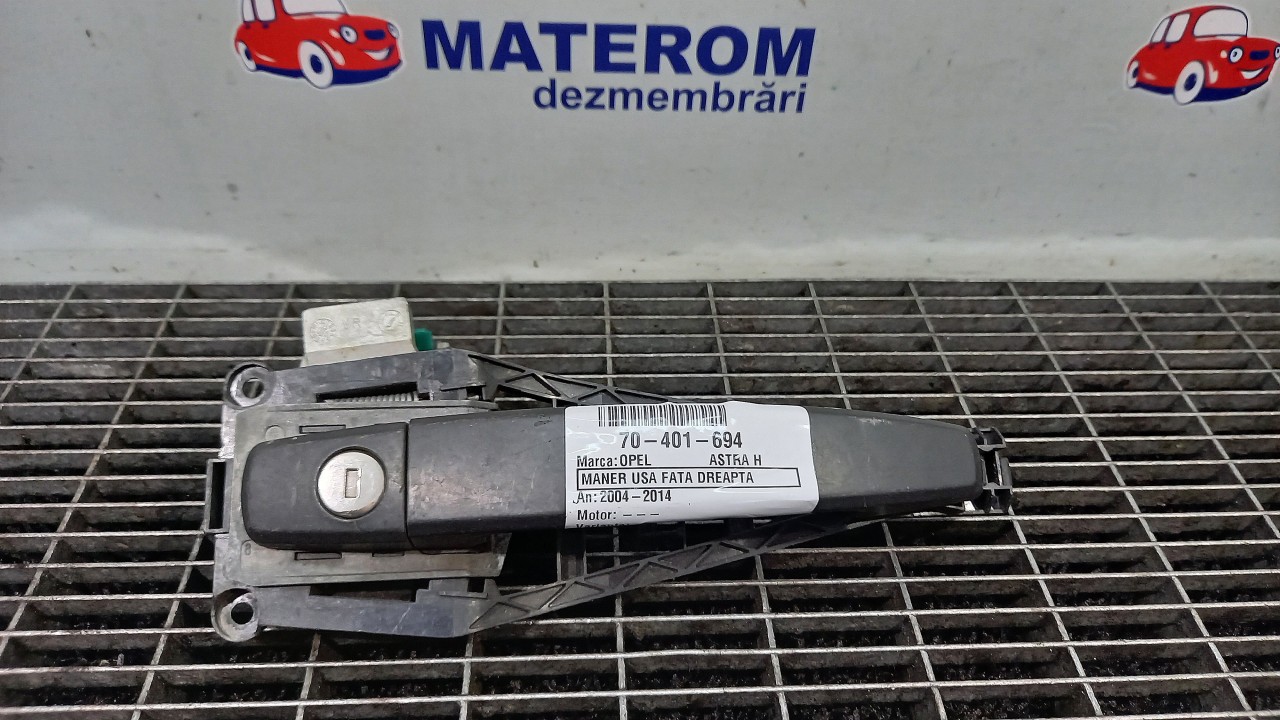 MATEROM
dezmembrări
70-401-694
Marca: OPEL ASTRA H
MANER USA FATA DREAPTA
An: 2004-2014
Motor: ---